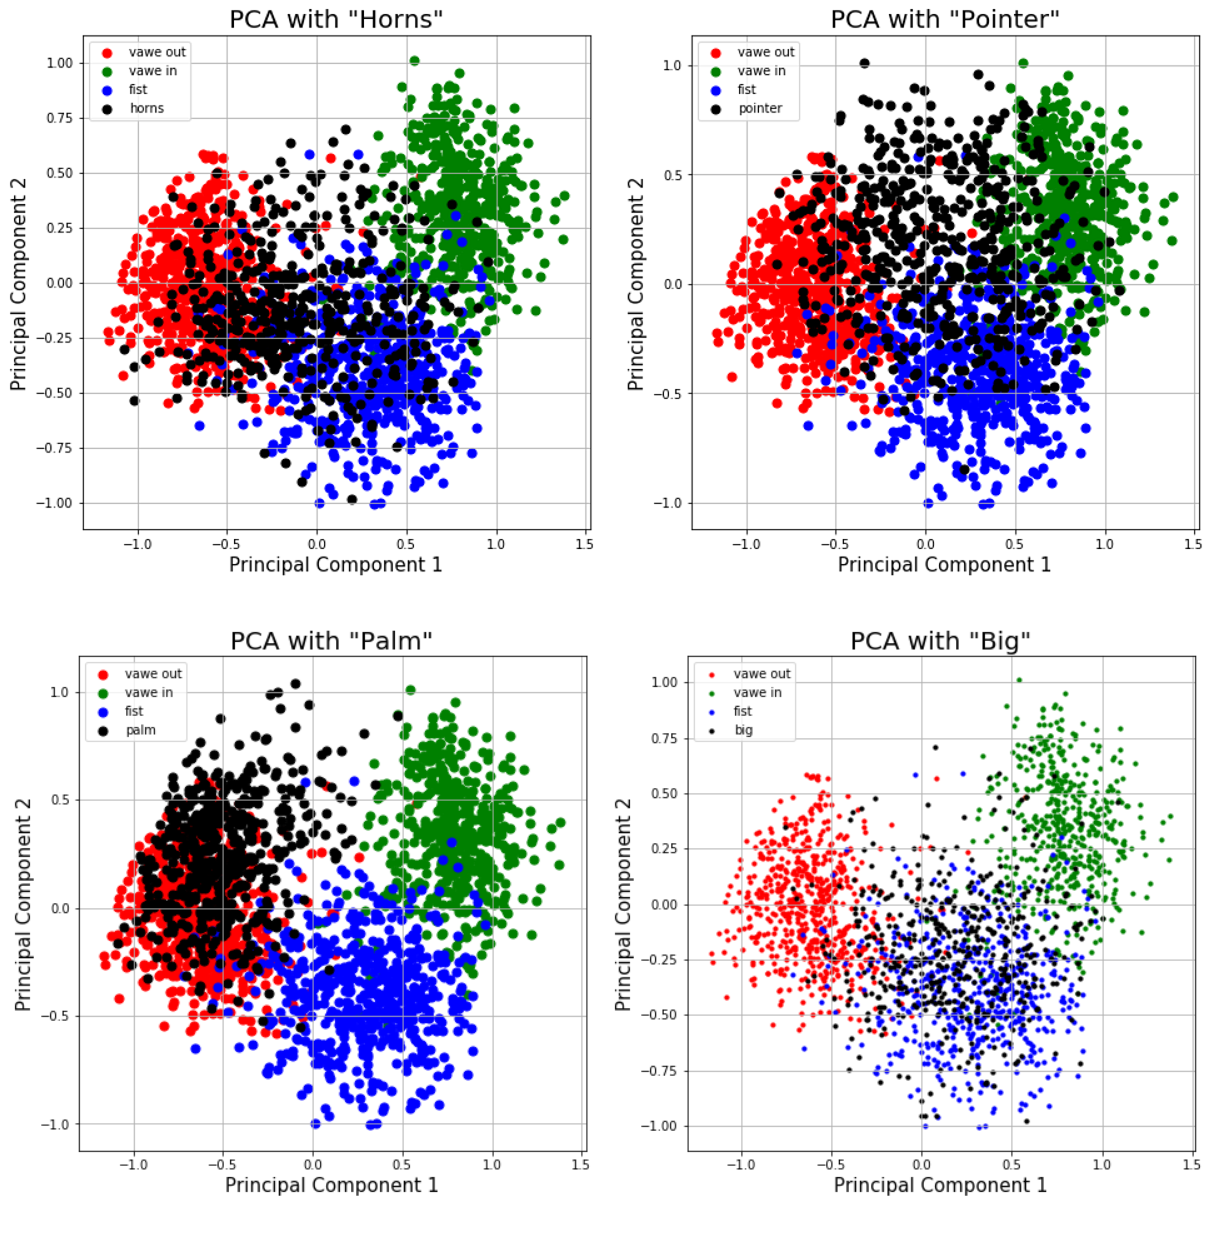 PCA with "Horns"
vawe out
vawe in
fist
horns
1.00
0.75
0.50
0.25
0.00
−0.25
−0.50
−0.75
−1.00
Principal Component 2
−1.0 −0.5 0.0 0.5 1.0 1.5
Principal Component 1
PCA with "Pointer"
vawe out
vawe in
fist
pointer
1.0
0.5
0.0
−0.5
−1.0
Principal Component 2
−1.0 −0.5 0.0 0.5 1.0 1.5
Principal Component 1
PCA with "Palm"
vawe out
vawe in
fist
palm
1.0
0.5
0.0
−0.5
−1.0
Principal Component 2
−1.0 −0.5 0.0 0.5 1.0 1.5
Principal Component 1
PCA with "Big"
vawe out
vawe in
fist
big
1.00
0.75
0.50
0.25
0.00
−0.25
−0.50
−0.75
−1.00
Principal Component 2
−1.0 −0.5 0.0 0.5 1.0 1.5
Principal Component 1